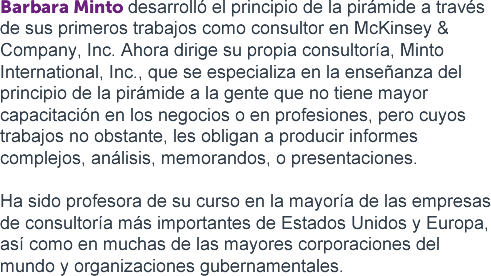 Barbara Minto desarrolló el principio de la pirámide a través
de sus primeros trabajos como consultor en McKinsey &
Company, Inc. Ahora dirige su propia consultoría, Minto
International, Inc., que se especializa en la enseñanza del
principio de la pirámide a la gente que no tiene mayor
capacitación en los negocios o en profesiones, pero cuyos
trabajos no obstante, les obligan a producir informes
complejos, análisis, memorandos, o presentaciones.

Ha sido profesora de su curso en la mayoría de las empresas
de consultoría más importantes de Estados Unidos y Europa,
así como en muchas de las mayores corporaciones del
mundo y organizaciones gubernamentales.